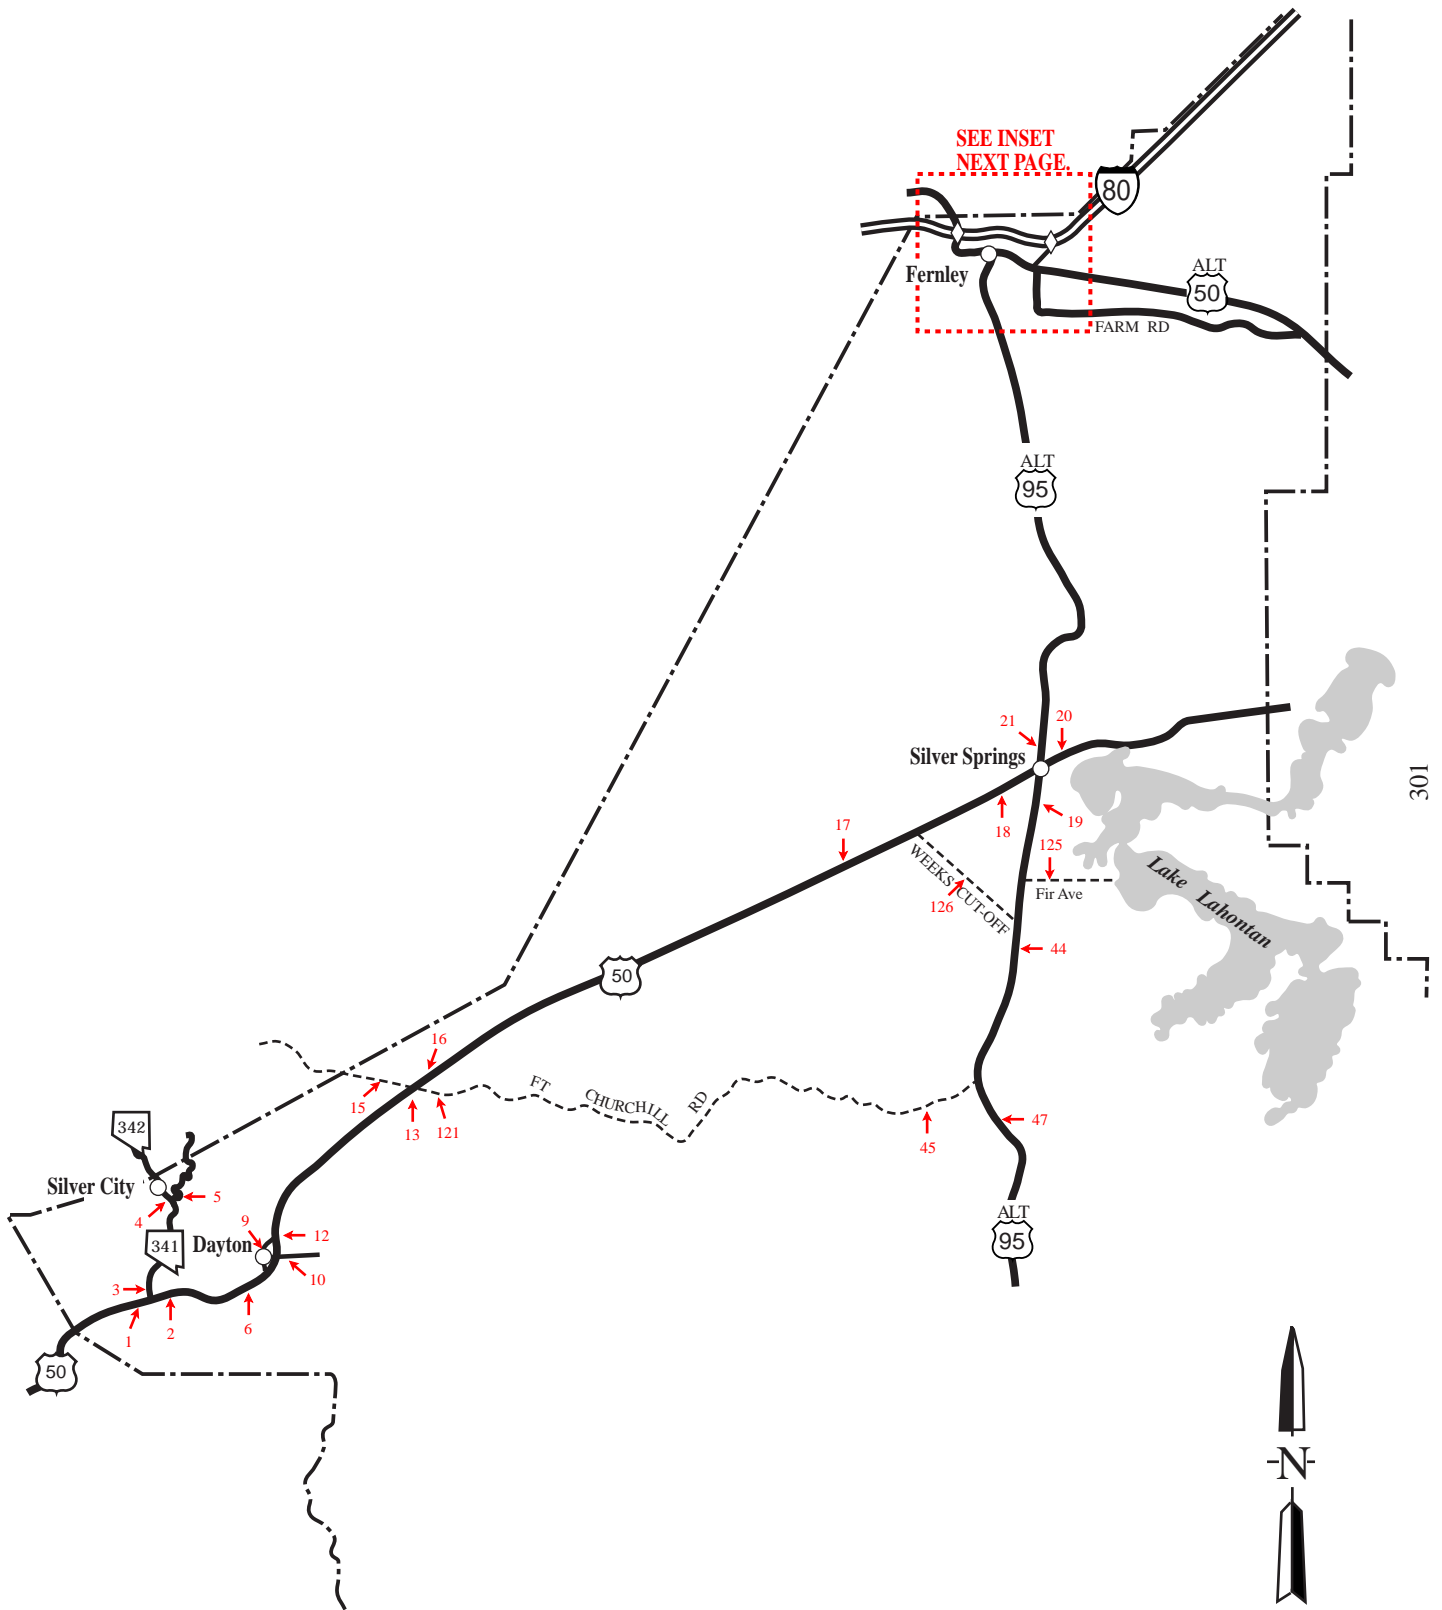 SEE INSET
NEXT PAGE.
80
Fernley
ALT
50
FARM RD
ALT
95
21
20
Silver Springs
301
17
18
19
125
WEEKS CUT-OFF
126
Fir Ave
Lake Lahontan
44
50
16
15
13
121
FT CHURCHILL RD
45
47
342
Silver City
5
4
9
12
341
Dayton
10
ALT
95
3
1
2
6
50
N